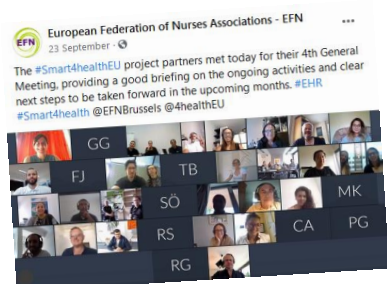 EFN
European Federation of Nurses Associations - EFN
23 September ·
The #Smart4healthEU project partners met today for their 4th General
Meeting, providing a good briefing on the ongoing activities and clear
next steps to be taken forward in the upcoming months. #EHR
#Smart4health @EFNBrussels @4healthEU
GG
FJ TB
SÖ MK
RS CA PG
RG